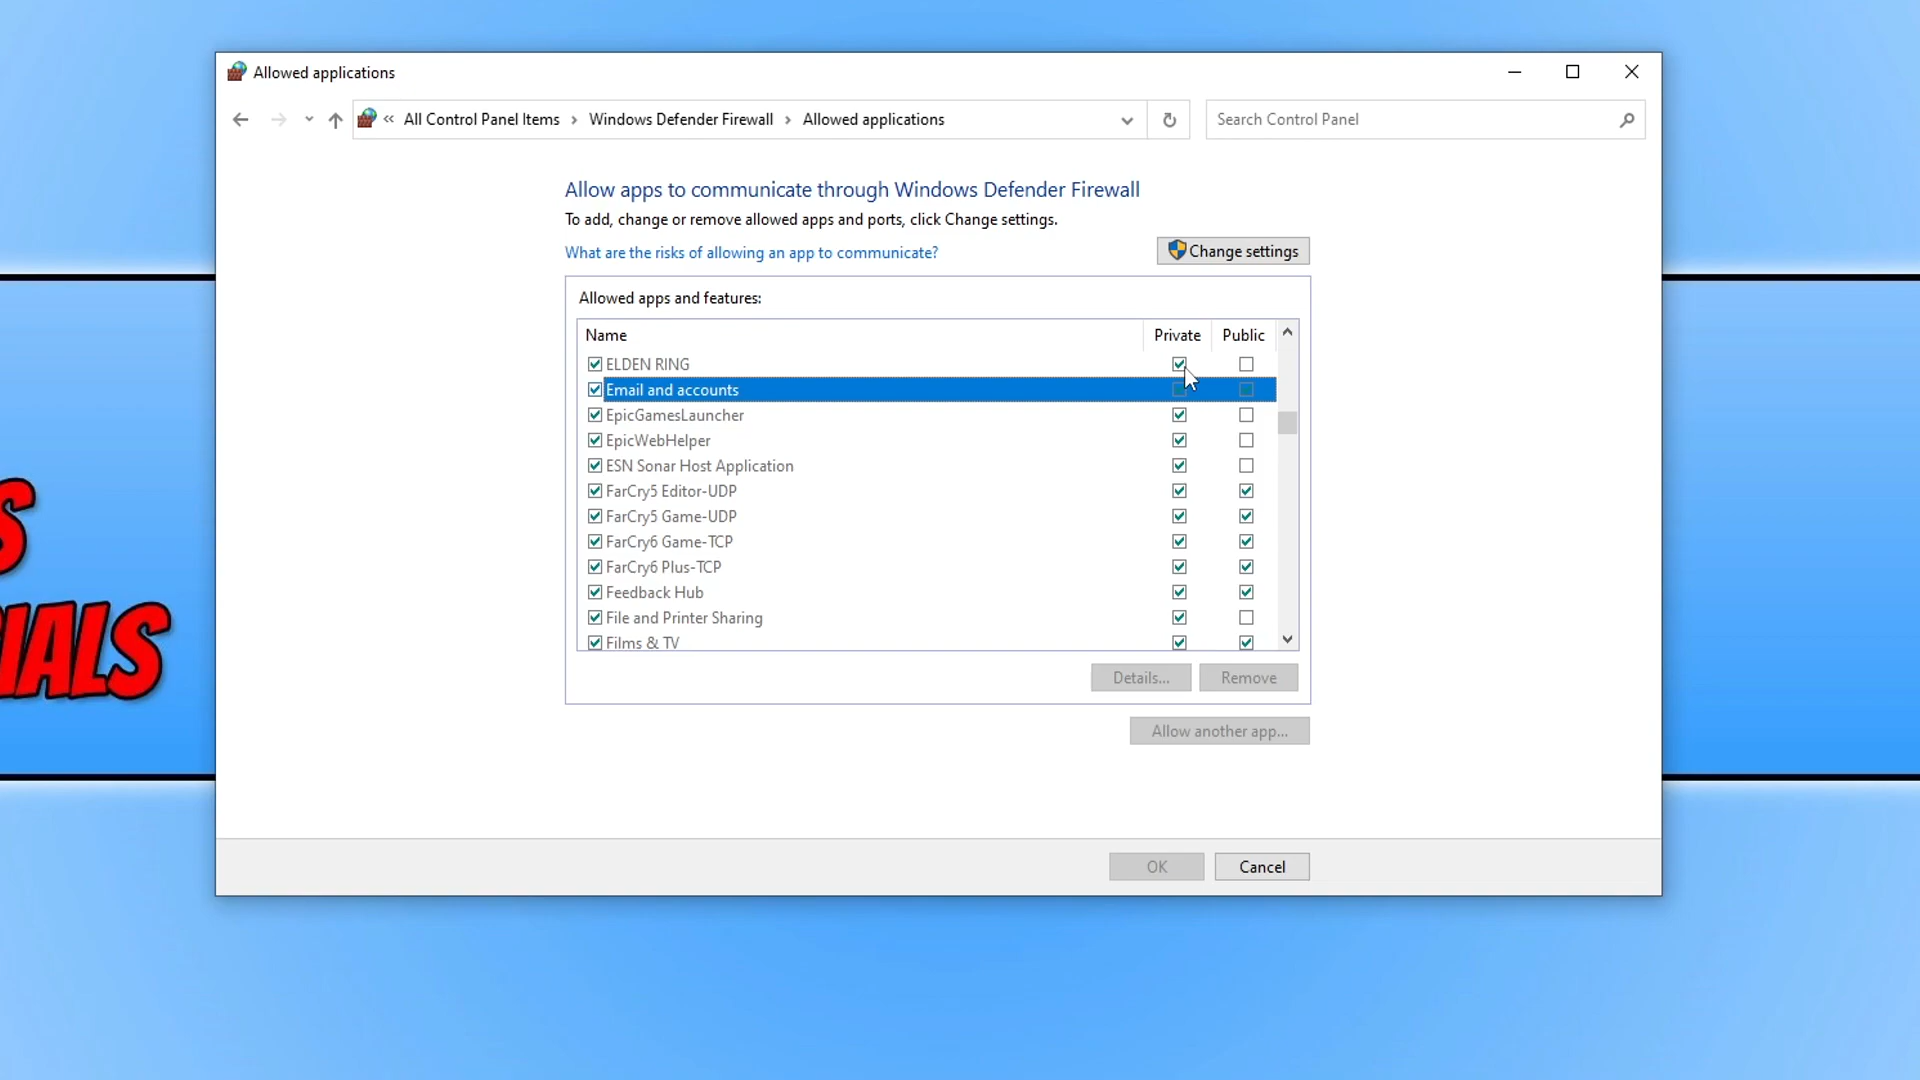 Allowed applications
« All Control Panel Items > Windows Defender Firewall > Allowed applications
Search Control Panel
Allow apps to communicate through Windows Defender Firewall
To add, change or remove allowed apps and ports, click Change settings.
What are the risks of allowing an app to communicate?
Change settings
Allowed apps and features:
Name Private Public
ELDEN RING
Email and accounts
EpicGamesLauncher
EpicWebHelper
ESN Sonar Host Application
FarCry5 Editor-UDP
FarCry5 Game-UDP
FarCry6 Game-TCP
FarCry6 Plus-TCP
Feedback Hub
File and Printer Sharing
Films & TV
Details... Remove
Allow another app...
OK Cancel
S
IALS